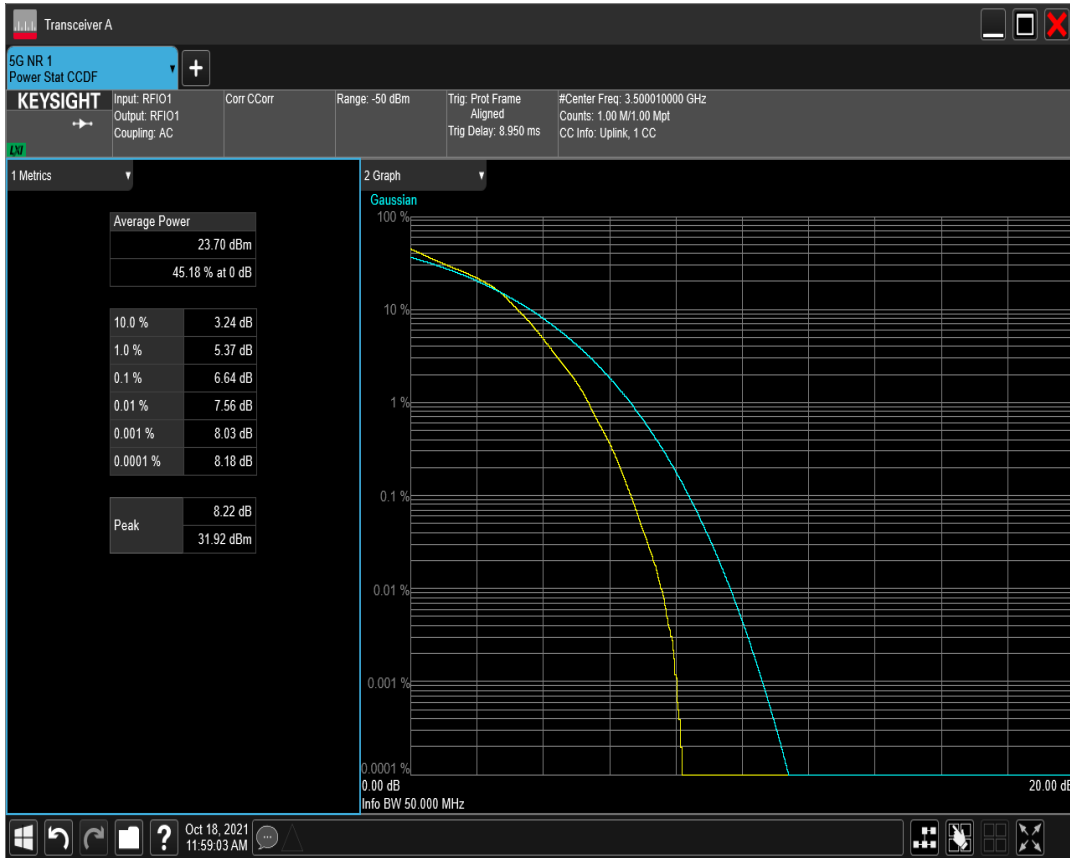 Transceiver A
5G NR 1
Power Stat CCDF
KEYSIGHT
LXI
Input: RFIO1
Output: RFIO1
Coupling: AC
Corr CCorr
Range: -50 dBm
Trig: Prot Frame
Aligned
Trig Delay: 8.950 ms
#Center Freq: 3.500010000 GHz
Counts: 1.00 M/1.00 Mpt
CC Info: Uplink, 1 CC
1 Metrics
Average Power
23.70 dBm
45.18 % at 0 dB
10.0 % 3.24 dB
1.0 % 5.37 dB
0.1 % 6.64 dB
0.01 % 7.56 dB
0.001 % 8.03 dB
0.0001 % 8.18 dB
Peak
8.22 dB
31.92 dBm
2 Graph
Gaussian
100 %
10 %
1 %
0.1 %
0.01 %
0.001 %
0.0001 %
0.00 dB 20.00 dB
Info BW 50.000 MHz
?
Oct 18, 2021
11:59:03 AM